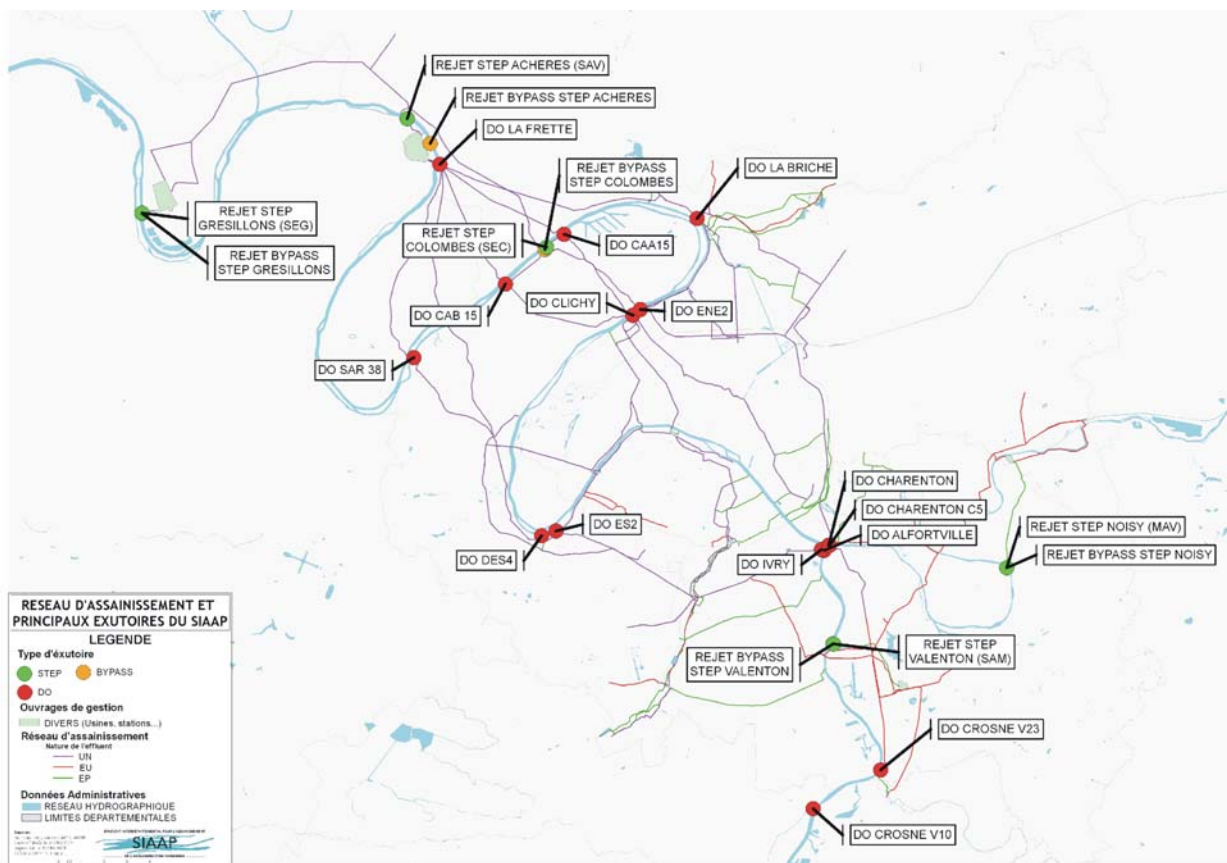 REJET STEP ACHERES (SAV)
REJET BYPASS STEP ACHERES
DO LA FRETTE
REJET BYPASS
STEP COLOMBES
DO LA BRICHE
REJET STEP
GRESILLONS (SEG)
REJET BYPASS
STEP GRESILLONS
REJET STEP
COLOMBES (SEC)
DO CAA15
DO CAB 15
DO CLICHY
DO ENE2
DO SAR 38
DO CHARENTON
DO CHARENTON C5
DO ALFORTVILLE
DO IVRY
REJET STEP NOISY (MAV)
REJET BYPASS STEP NOISY
DO ES2
DO DES4
REJET BYPASS
STEP VALENTON
REJET STEP
VALENTON (SAM)
DO CROSNE V23
DO CROSNE V10
RESEAU D'ASSAINISSEMENT ET
PRINCIPAUX EXUTOIRES DU SIAAP
LEGENDE
Type d'éxutoire
STEP
BYPASS
DO
Ouvrages de gestion
DIVERS (Usines, stations...)
Réseau d'assainissement
Nature de l'effluent
UN
EU
EP
Données Administratives
RESEAU HYDROGRAPHIQUE
LIMITES DEPARTEMENTALES
SIAAP